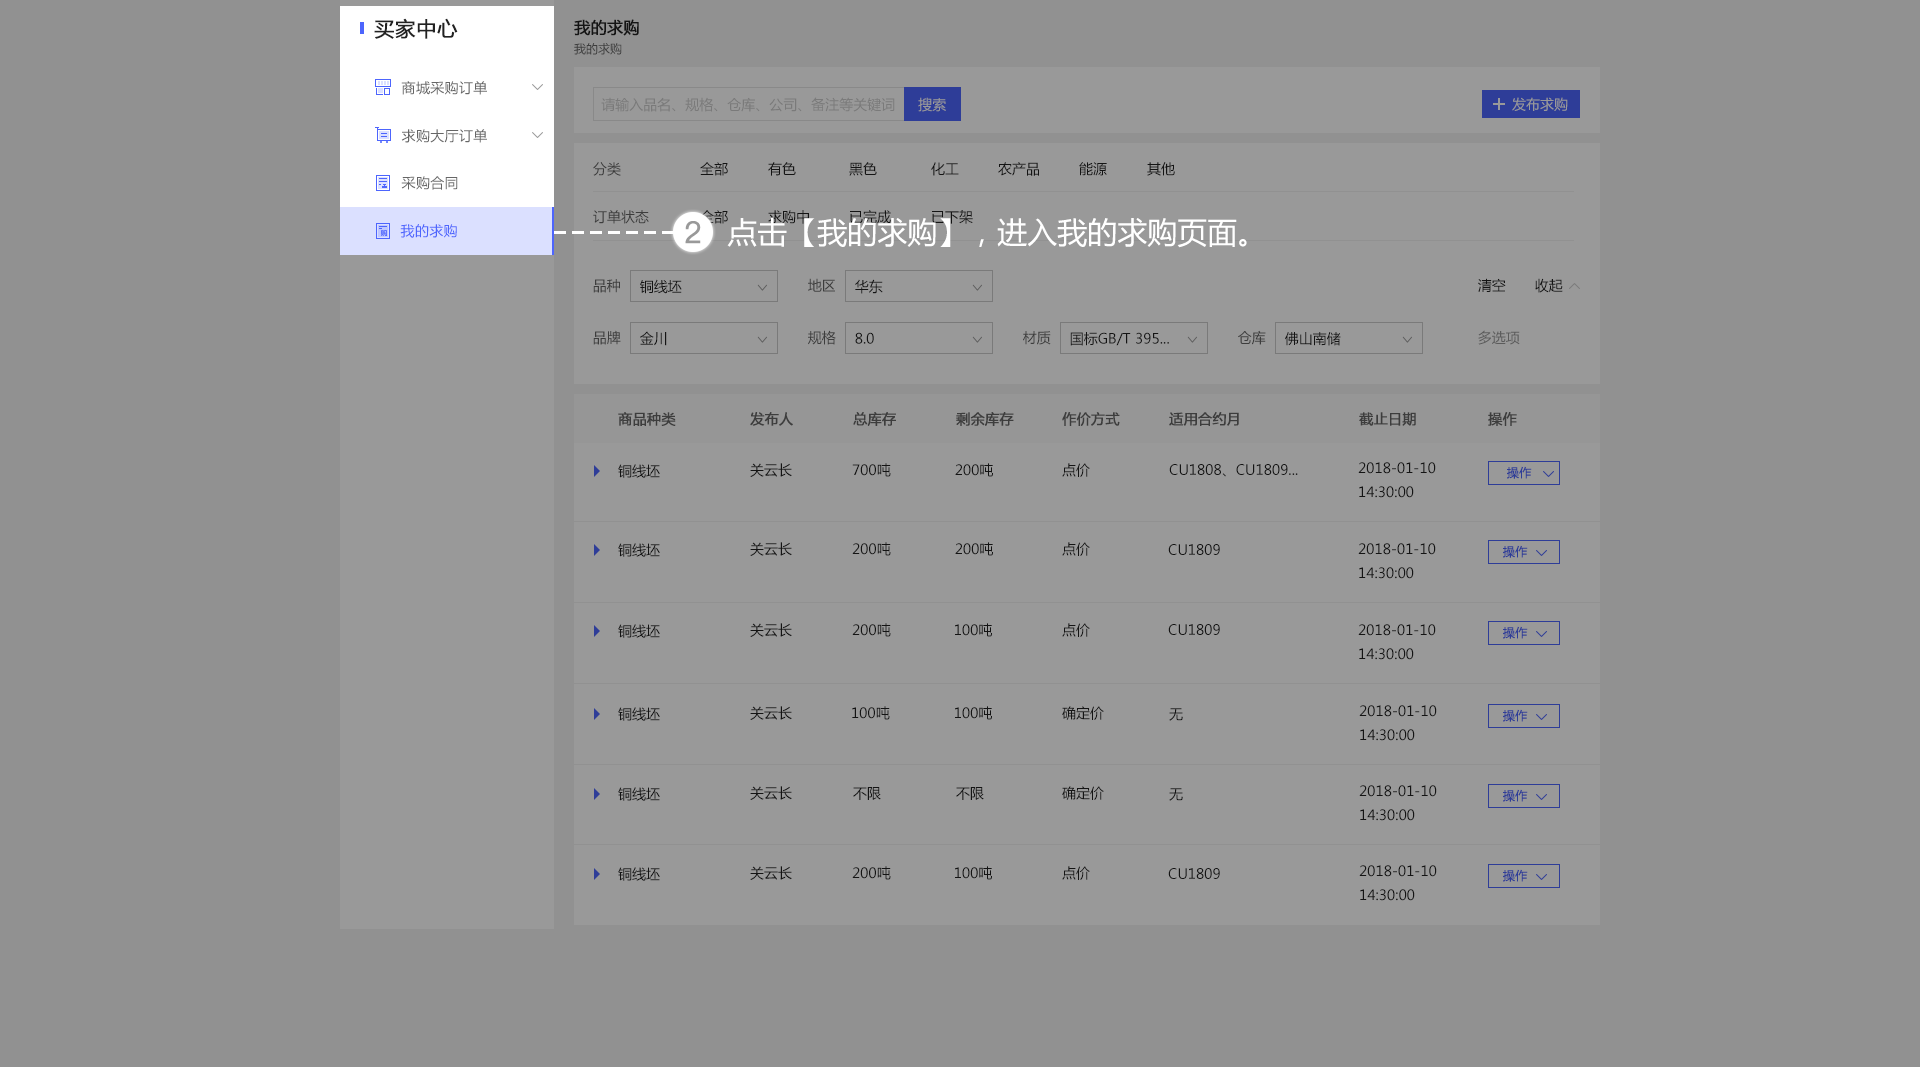 买家中心
商城采购订单
求购大厅订单
采购合同
我的求购
我的求购
我的求购
请输入品名、规格、仓库、公司、备注等关键词 搜索 发布求购
分类 全部 有色 黑色 化工 农产品 能源 其他
订单状态 全部 求购中 已完成 已下架
2 点击【我的求购】，进入我的求购页面。
品种 铜线坯 地区 华东 清空 收起
品牌 金川 规格 8.0 材质 国标GB/T 395... 仓库 佛山南储 多选项
商品种类 发布人 总库存 剩余库存 作价方式 适用合约月 截止日期 操作
铜线坯 关云长 700吨 200吨 点价 CU1808、CU1809... 2018-01-10 操作
14:30:00
铜线坯 关云长 200吨 200吨 点价 CU1809 2018-01-10 操作
14:30:00
铜线坯 关云长 200吨 100吨 点价 CU1809 2018-01-10 操作
14:30:00
铜线坯 关云长 100吨 100吨 确定价 无 2018-01-10 操作
14:30:00
铜线坯 关云长 不限 不限 确定价 无 2018-01-10 操作
14:30:00
铜线坯 关云长 200吨 100吨 点价 CU1809 2018-01-10 操作
14:30:00